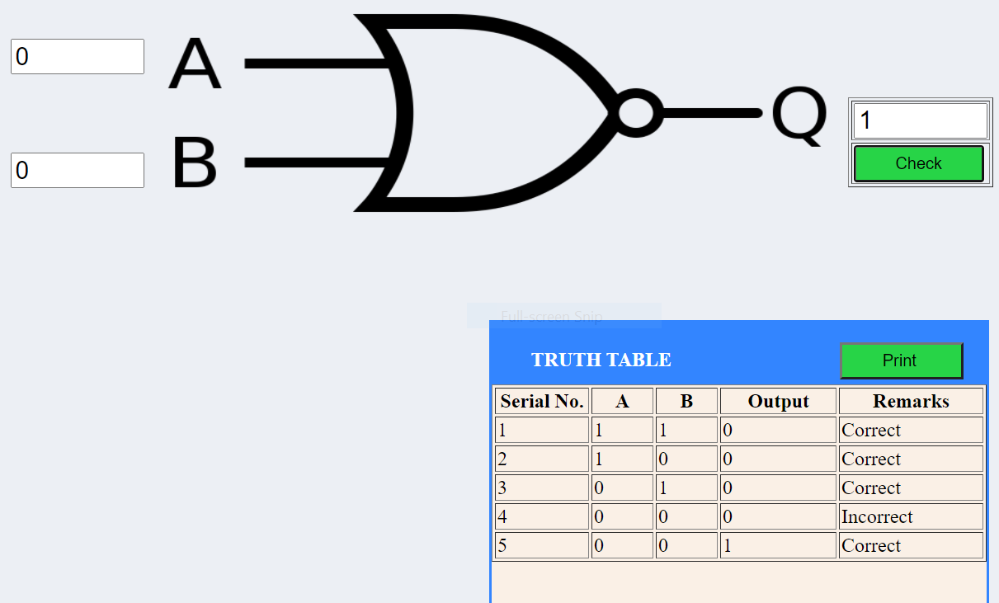 0
A
B
0
Q
1
Check
Full-screen Snip
TRUTH TABLE
Print
Serial No. A B Output Remarks
1 1 1 0 Correct
2 1 0 0 Correct
3 0 1 0 Correct
4 0 0 0 Incorrect
5 0 0 1 Correct